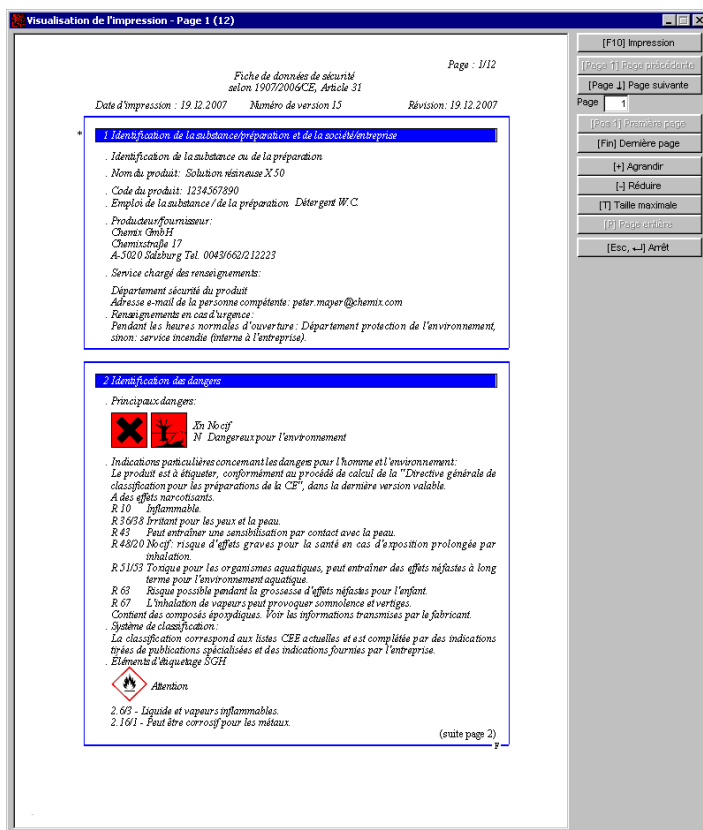 Visualisation de l'impression - Page 1 (12)
Page : 1/12
Fiche de données de sécurité
selon 1907/2006/CE, Article 31
Date d'impression : 19.12.2007 Numéro de version 15 Révision: 19.12.2007
* 1 Identification de la substance/préparation et de la société/entreprise
. Identification de la substance ou de la préparation
. Nom du produit: Solution résineuse X 50
. Code du produit: 1234567890
. Emploi de la substance / de la préparation Détergent W.C.
. Producteur/fournisseur:
Chemix GmbH
Chemixstraße 17
A-5020 Salzburg Tel. 0043/662/212223
. Service chargé des renseignements:
Département sécurité du produit
Adresse e-mail de la personne compétente: peter.mayer@chemix.com
. Renseignements en cas d'urgence:
Pendant les heures normales d'ouverture: Département protection de l'environnement,
sinon: service incendie (interne à l'entreprise).
2 Identification des dangers
. Principaux dangers:
Xn Nocif
N Dangereux pour l'environnement
. Indications particulières concernant les dangers pour l'homme et l'environnement:
Le produit est à étiqueter, conformément au procédé de calcul de la "Directive générale de
classification pour les préparations de la CE", dans la dernière version valable.
A des effets narcotisants.
R 10 Inflammable.
R 36/38 Irritant pour les yeux et la peau.
R 43 Peut entraîner une sensibilisation par contact avec la peau.
R 48/20 Nocif: risque d'effets graves pour la santé en cas d'exposition prolongée par
inhalation.
R 51/53 Toxique pour les organismes aquatiques, peut entraîner des effets néfastes à long
terme pour l'environnement aquatique.
R 63 Risque possible pendant la grossesse d'effets néfastes pour l'enfant.
R 67 L'inhalation de vapeurs peut provoquer somnolence et vertiges.
Contient des composés époxydiques. Voir les informations transmises par le fabricant.
. Système de classification:
La classification correspond aux listes CEE actuelles et est complétée par des indications
tirées de publications spécialisées et des indications fournies par l'entreprise.
. Eléments d'étiquetage SGH
Attention
2.6/3 - Liquide et vapeurs inflammables.
2.16/1 - Peut être corrosif pour les métaux.
(suite page 2)
F
[F10] Impression
[Page ↑] Page précédente
[Page ↓] Page suivante
Page 1
[Pos 1] Première page
[Fin] Dernière page
[+] Agrandir
[-] Réduire
[T] Taille maximale
[P] Page entière
[Esc, ↵] Arrêt